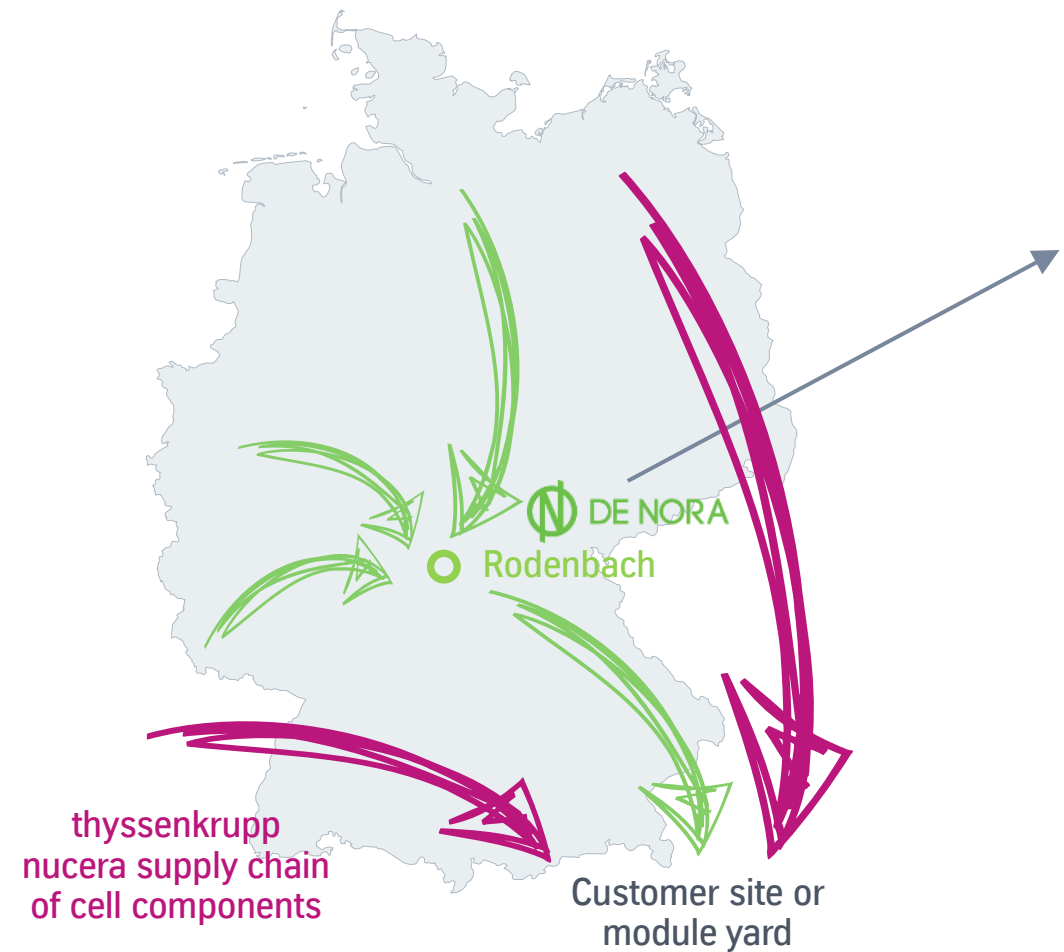 DE NORA
Rodenbach
thyssenkrupp
nucera supply chain
of cell components
Customer site or
module yard